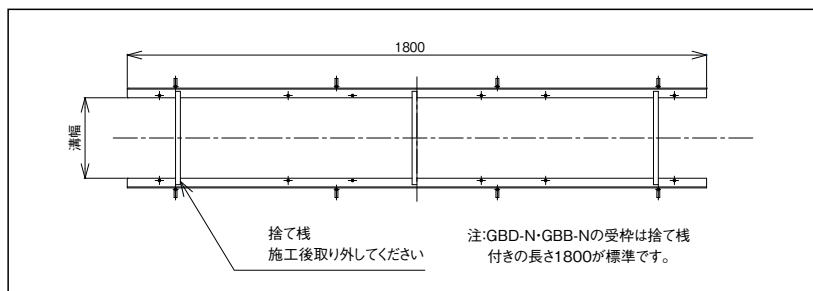 1800
溝幅
捨て桟
施工後取り外してください
注:GBD-N・GBB-Nの受枠は捨て桟
付きの長さ1800が標準です。